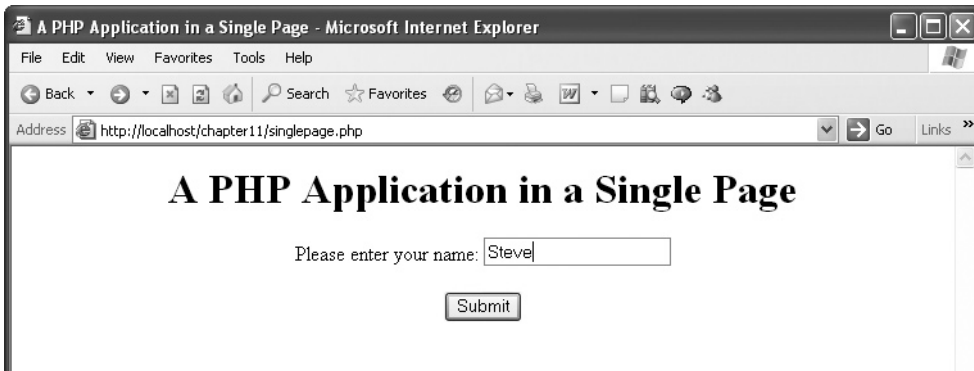 A PHP Application in a Single Page - Microsoft Internet Explorer
File Edit View Favorites Tools Help
Back Search Favorites W
Address http://localhost/chapter11/singlepage.php Go Links »
A PHP Application in a Single Page
Please enter your name: Steve
Submit